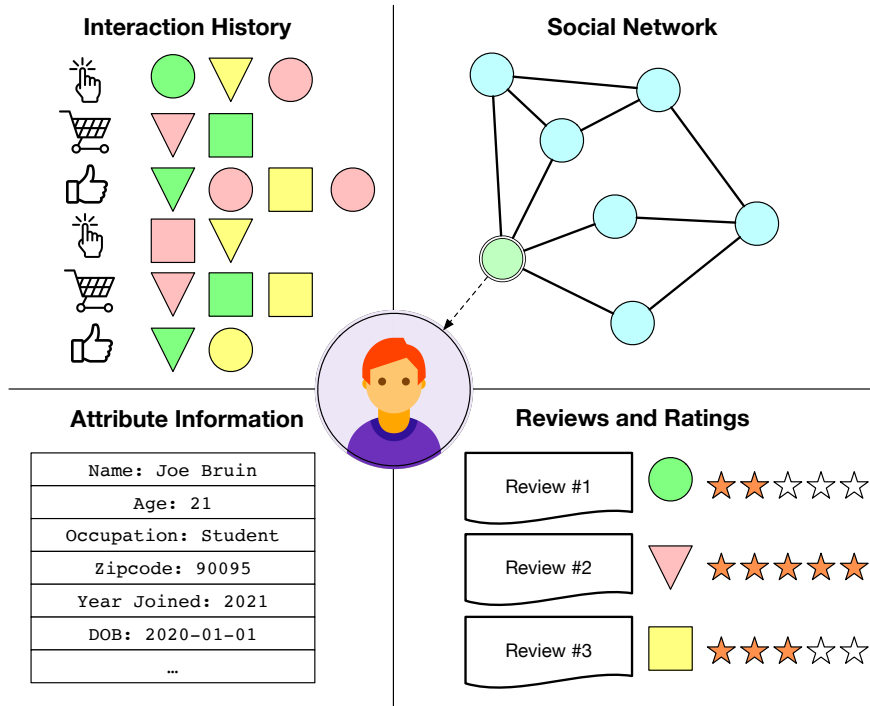 Interaction History
Social Network
Attribute Information
Name: Joe Bruin
Age: 21
Occupation: Student
Zipcode: 90095
Year Joined: 2021
DOB: 2020-01-01
…
Reviews and Ratings
Review #1
Review #2
Review #3